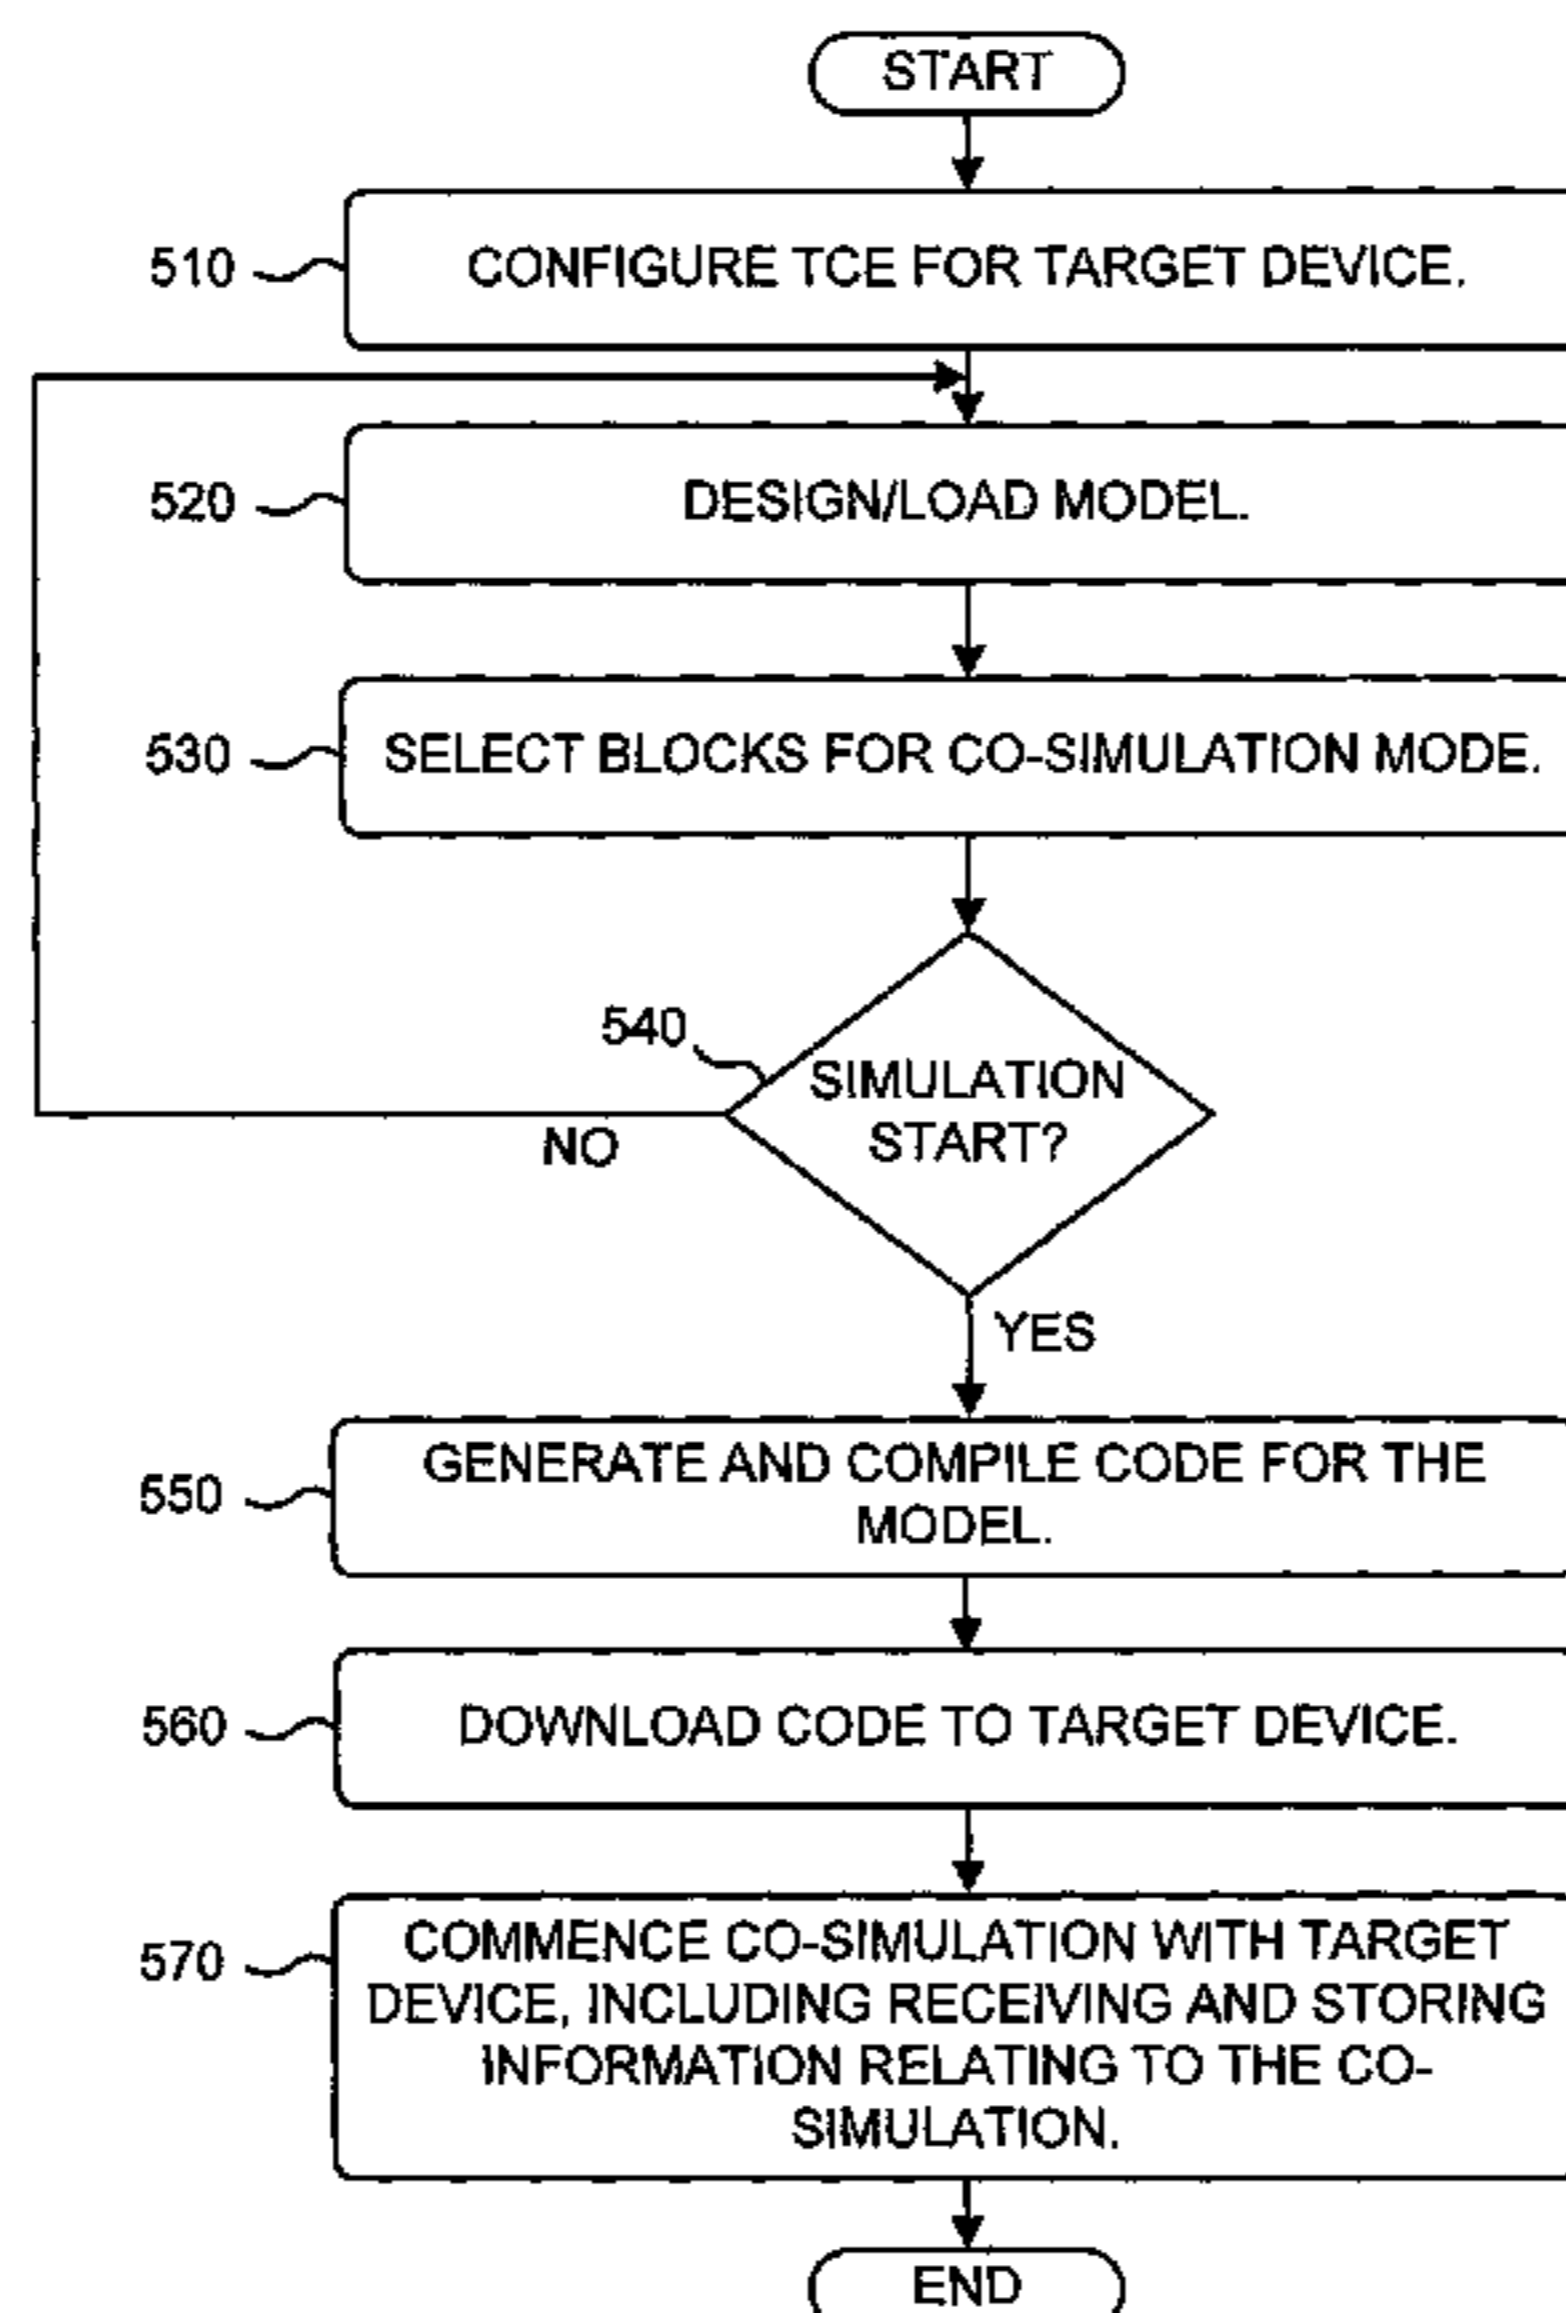 START
510
CONFIGURE TCE FOR TARGET DEVICE.
520
DESIGN/LOAD MODEL.
530
SELECT BLOCKS FOR CO-SIMULATION MODE.
540
SIMULATION
START?
NO
YES
550
GENERATE AND COMPILE CODE FOR THE
MODEL.
560
DOWNLOAD CODE TO TARGET DEVICE.
570
COMMENCE CO-SIMULATION WITH TARGET
DEVICE, INCLUDING RECEIVING AND STORING
INFORMATION RELATING TO THE CO-
SIMULATION.
END